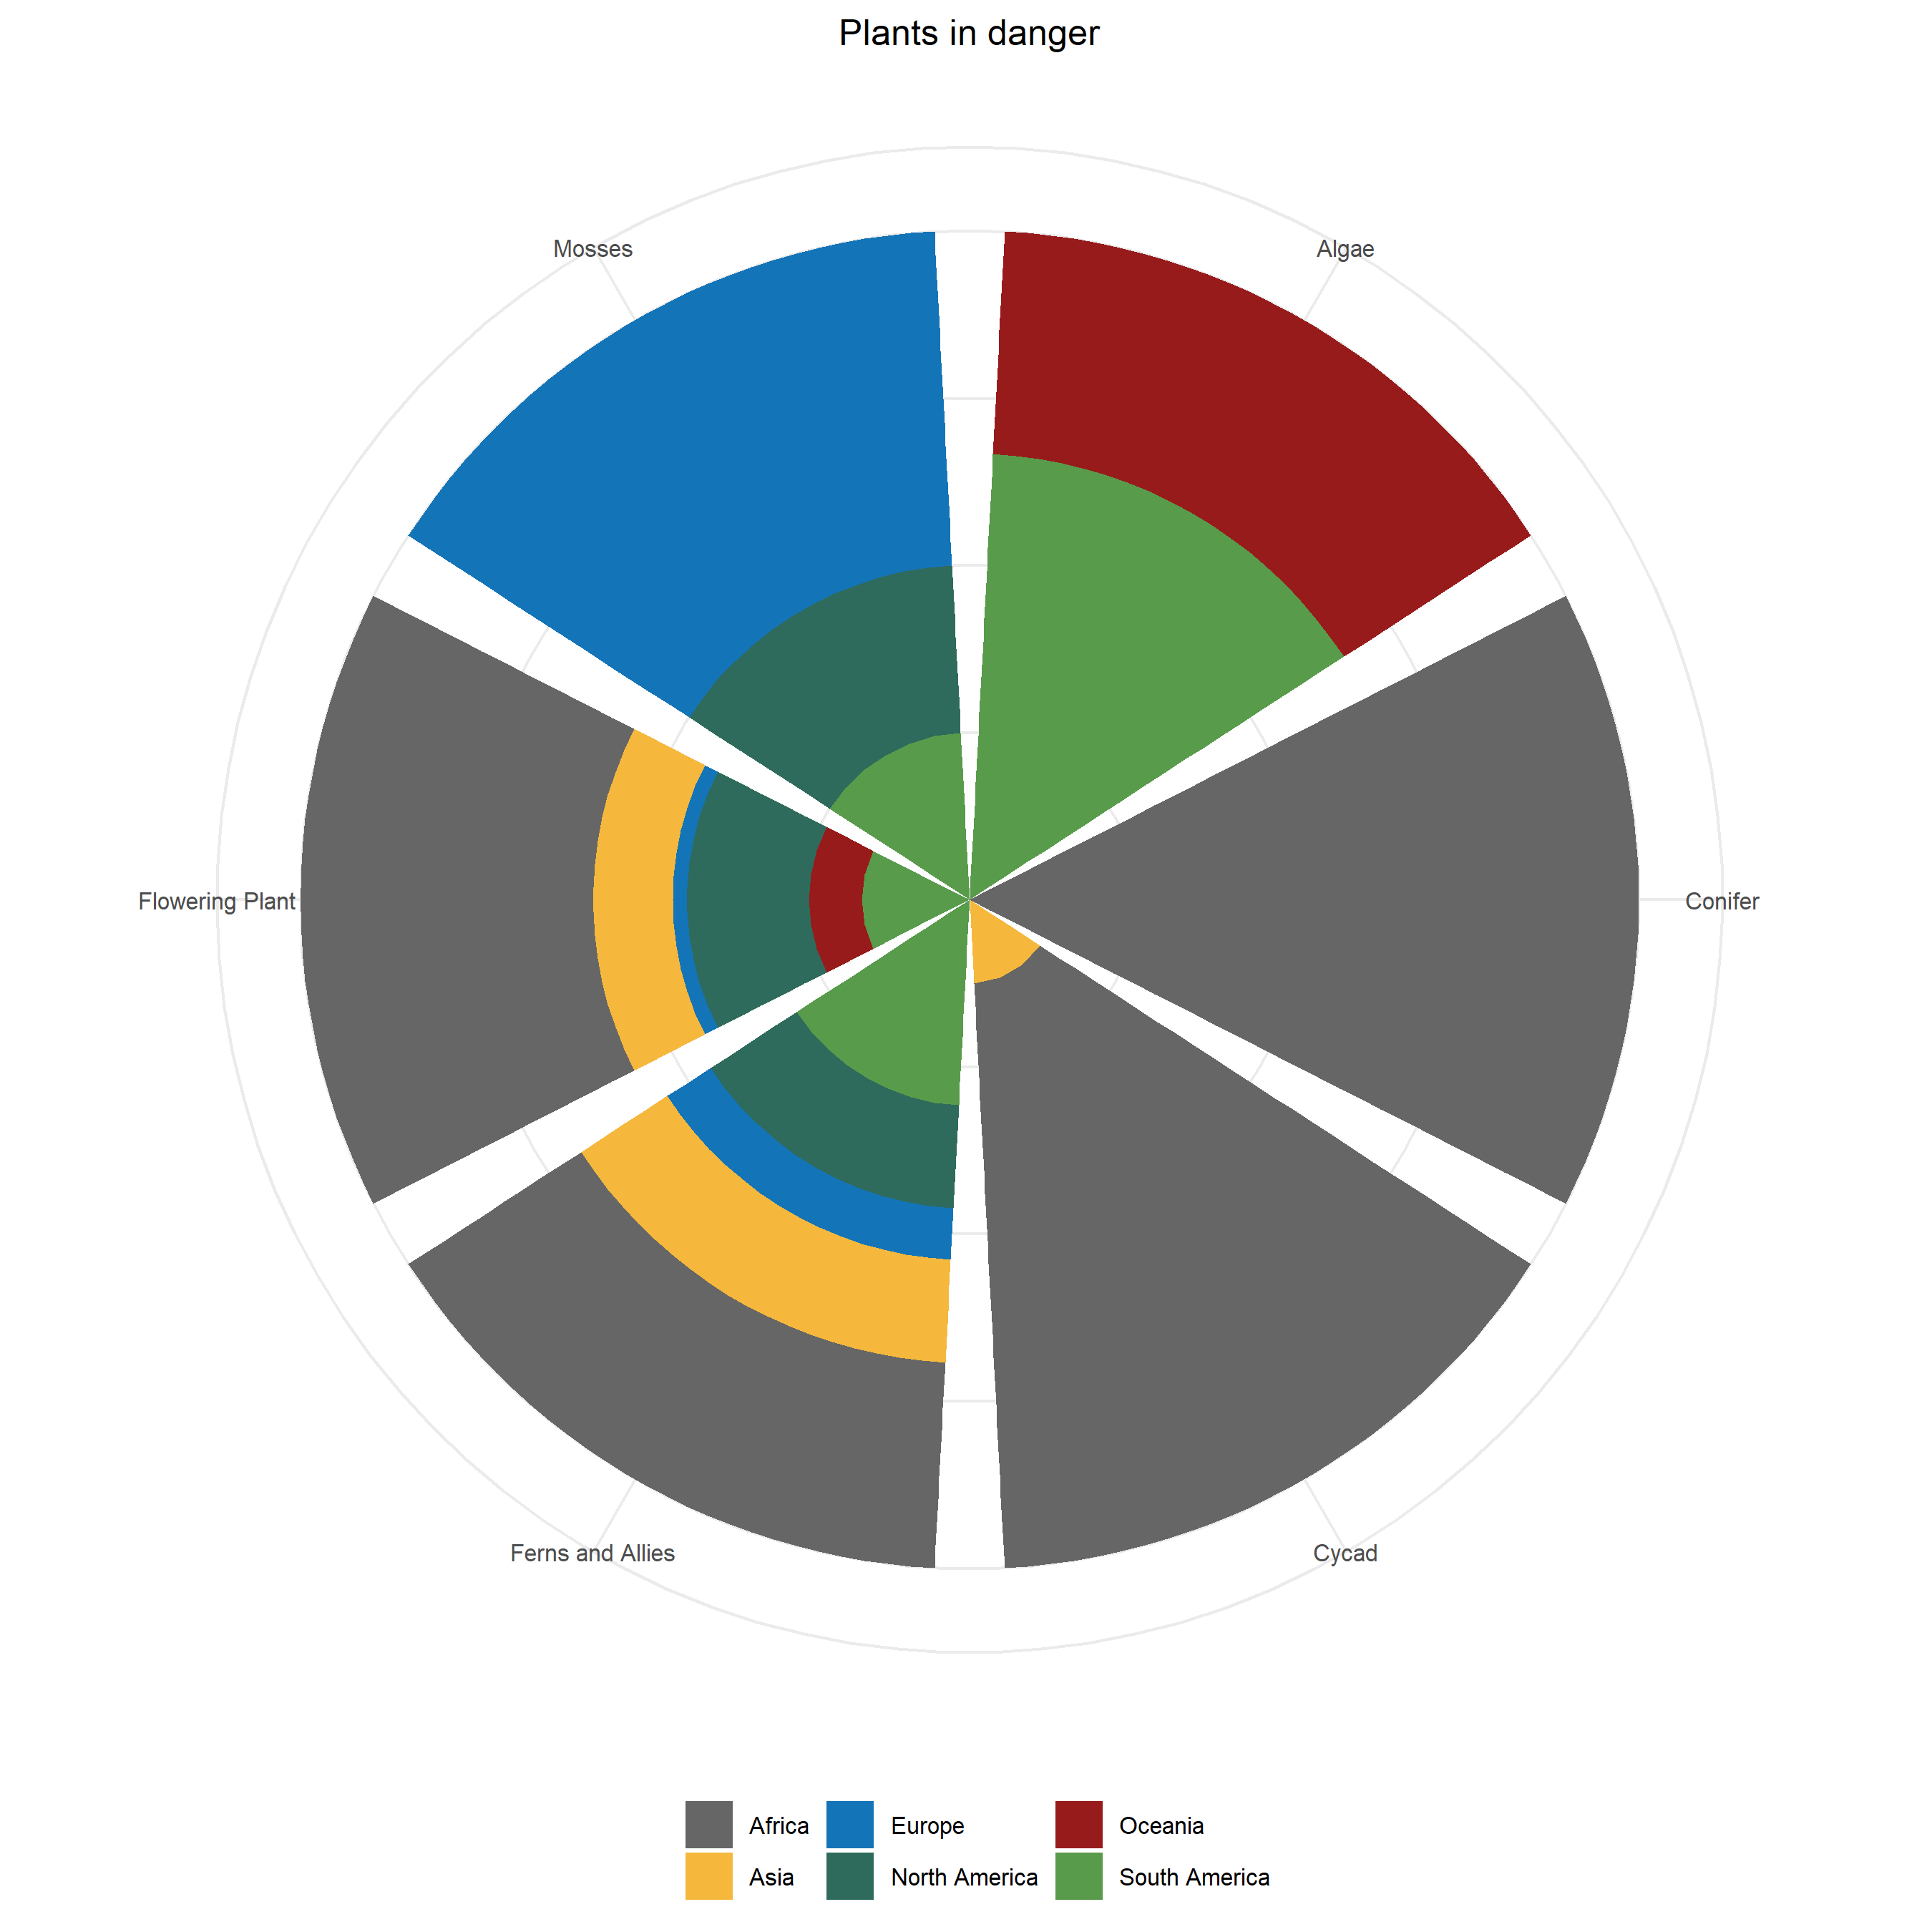 Plants in danger
Mosses
Algae
Flowering Plant
Conifer
Ferns and Allies
Cycad
Africa
Europe
Oceania
Asia
North America
South America